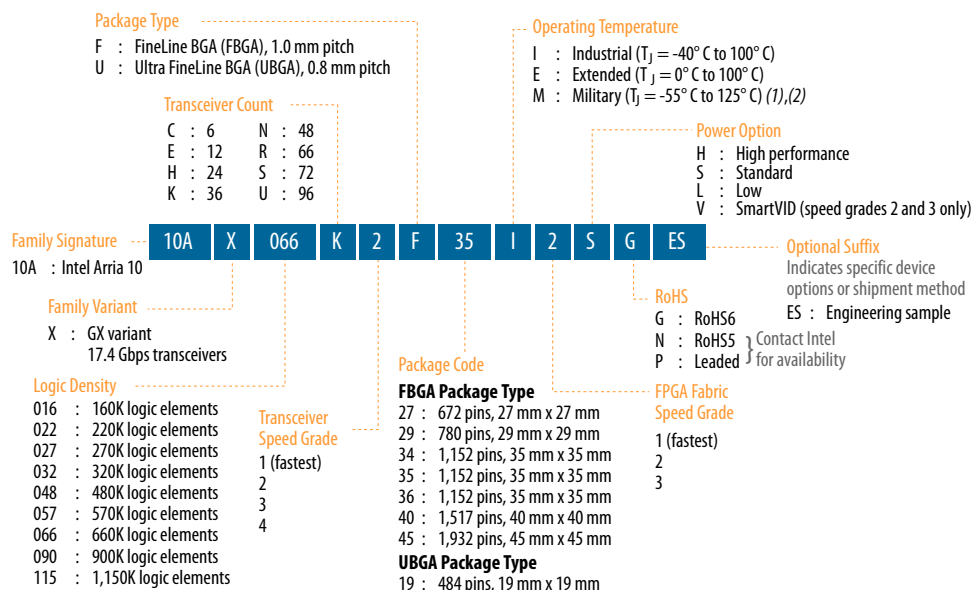 Package Type
F : FineLine BGA (FBGA), 1.0 mm pitch
U : Ultra FineLine BGA (UBGA), 0.8 mm pitch
Operating Temperature
I : Industrial (TJ = -40° C to 100° C)
E : Extended (TJ = 0° C to 100° C)
M : Military (TJ = -55° C to 125° C) (1),(2)
Transceiver Count
C : 6 N : 48
E : 12 R : 66
H : 24 S : 72
K : 36 U : 96
Power Option
H : High performance
S : Standard
L : Low
V : SmartVID (speed grades 2 and 3 only)
Family Signature
10A : Intel Arria 10
10A X 066 K 2 F 35 I 2 S G ES
Optional Suffix
Indicates specific device
options or shipment method
ES : Engineering sample
Family Variant
X : GX variant
17.4 Gbps transceivers
RoHS
G : RoHS6
N : RoHS5
P : Leaded
} Contact Intel
for availability
Logic Density
016 : 160K logic elements
022 : 220K logic elements
027 : 270K logic elements
032 : 320K logic elements
048 : 480K logic elements
057 : 570K logic elements
066 : 660K logic elements
090 : 900K logic elements
115 : 1,150K logic elements
Transceiver
Speed Grade
1 (fastest)
2
3
4
Package Code
FBGA Package Type
27 : 672 pins, 27 mm x 27 mm
29 : 780 pins, 29 mm x 29 mm
34 : 1,152 pins, 35 mm x 35 mm
35 : 1,152 pins, 35 mm x 35 mm
36 : 1,152 pins, 35 mm x 35 mm
40 : 1,517 pins, 40 mm x 40 mm
45 : 1,932 pins, 45 mm x 45 mm
UBGA Package Type
19 : 484 pins, 19 mm x 19 mm
FPGA Fabric
Speed Grade
1 (fastest)
2
3